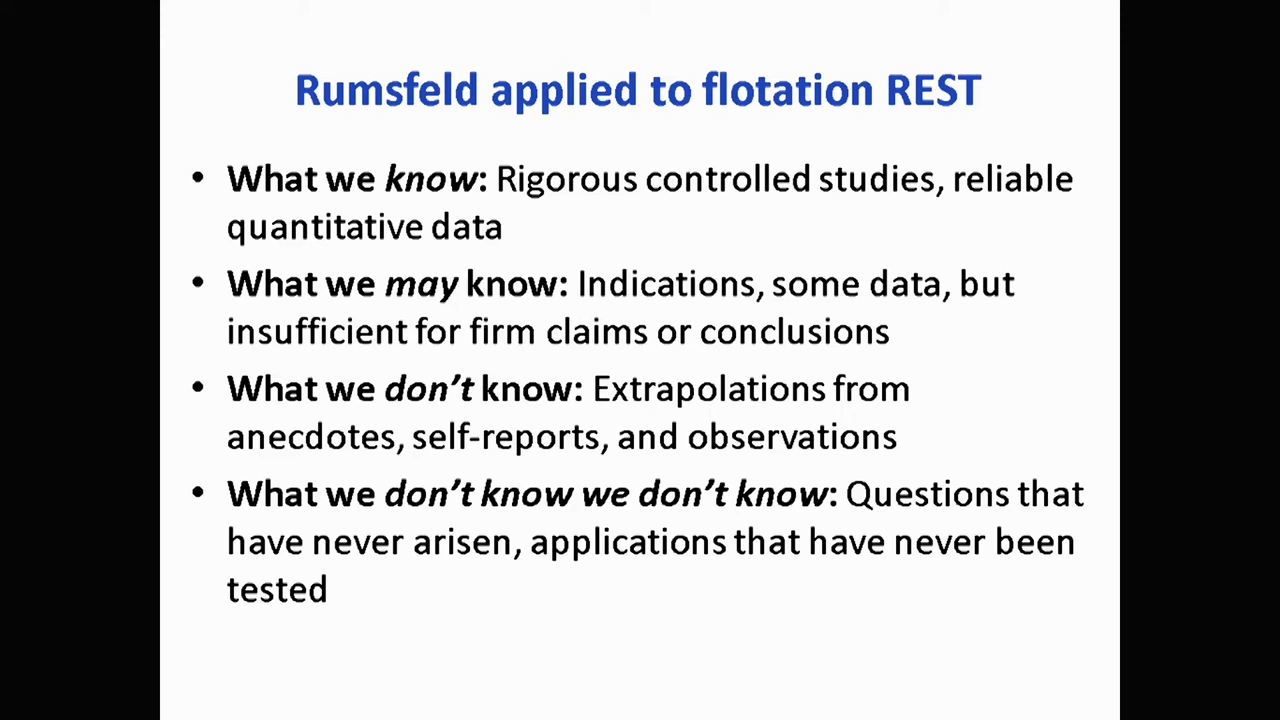 Rumsfeld applied to flotation REST
• What we know: Rigorous controlled studies, reliable
quantitative data
• What we may know: Indications, some data, but
insufficient for firm claims or conclusions
• What we don’t know: Extrapolations from
anecdotes, self-reports, and observations
• What we don’t know we don’t know: Questions that
have never arisen, applications that have never been
tested